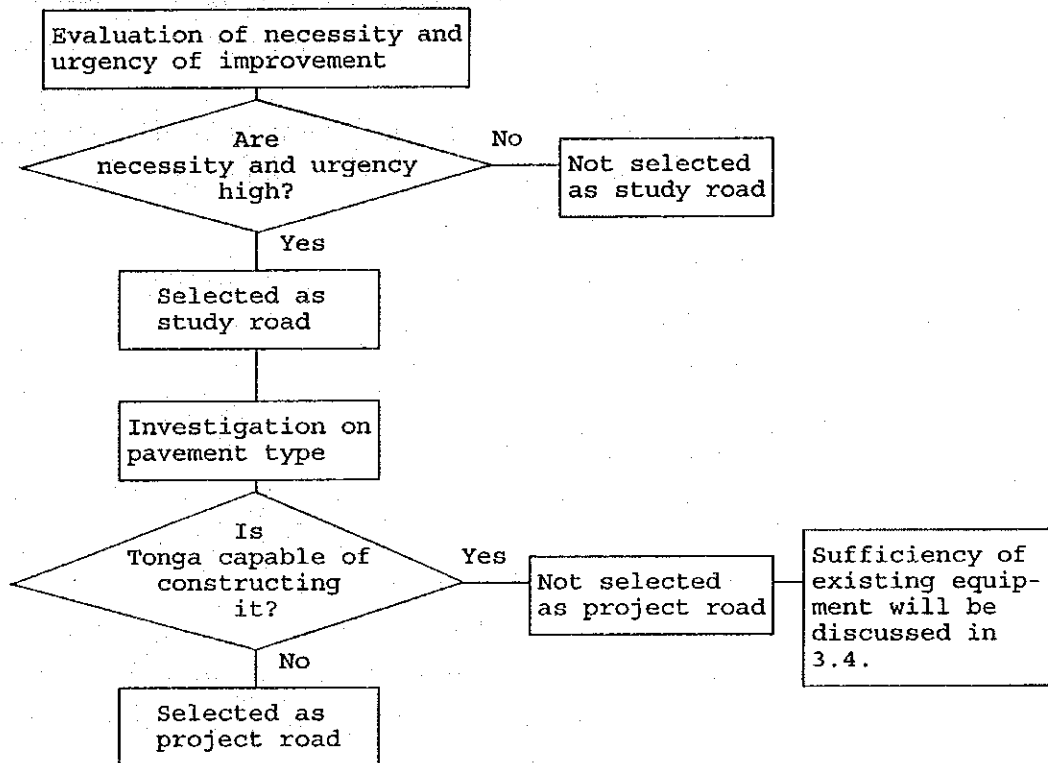 Evaluation of necessity and
urgency of improvement
Are
necessity and urgency
high?
No
Not selected
as study road
Yes
Selected as
study road
Investigation on
pavement type
Is
Tonga capable of
constructing
it?
Yes
Not selected
as project road
Sufficiency of
existing equip-
ment will be
discussed in
3.4.
No
Selected as
project road